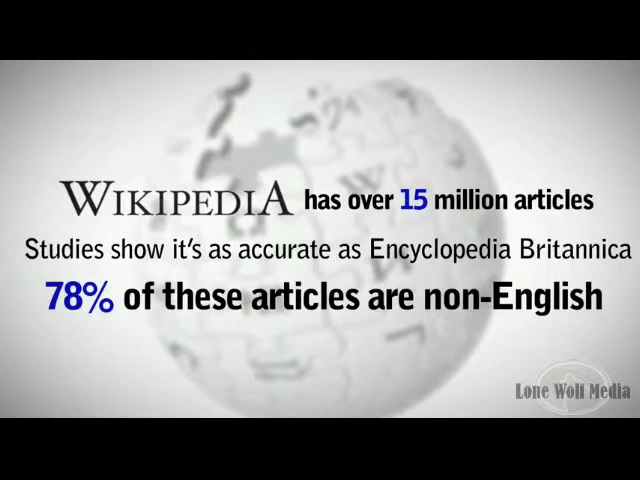 WIKIPEDIA has over 15 million articles
Studies show it's as accurate as Encyclopedia Britannica
78% of these articles are non-English
Lone Wolf Media